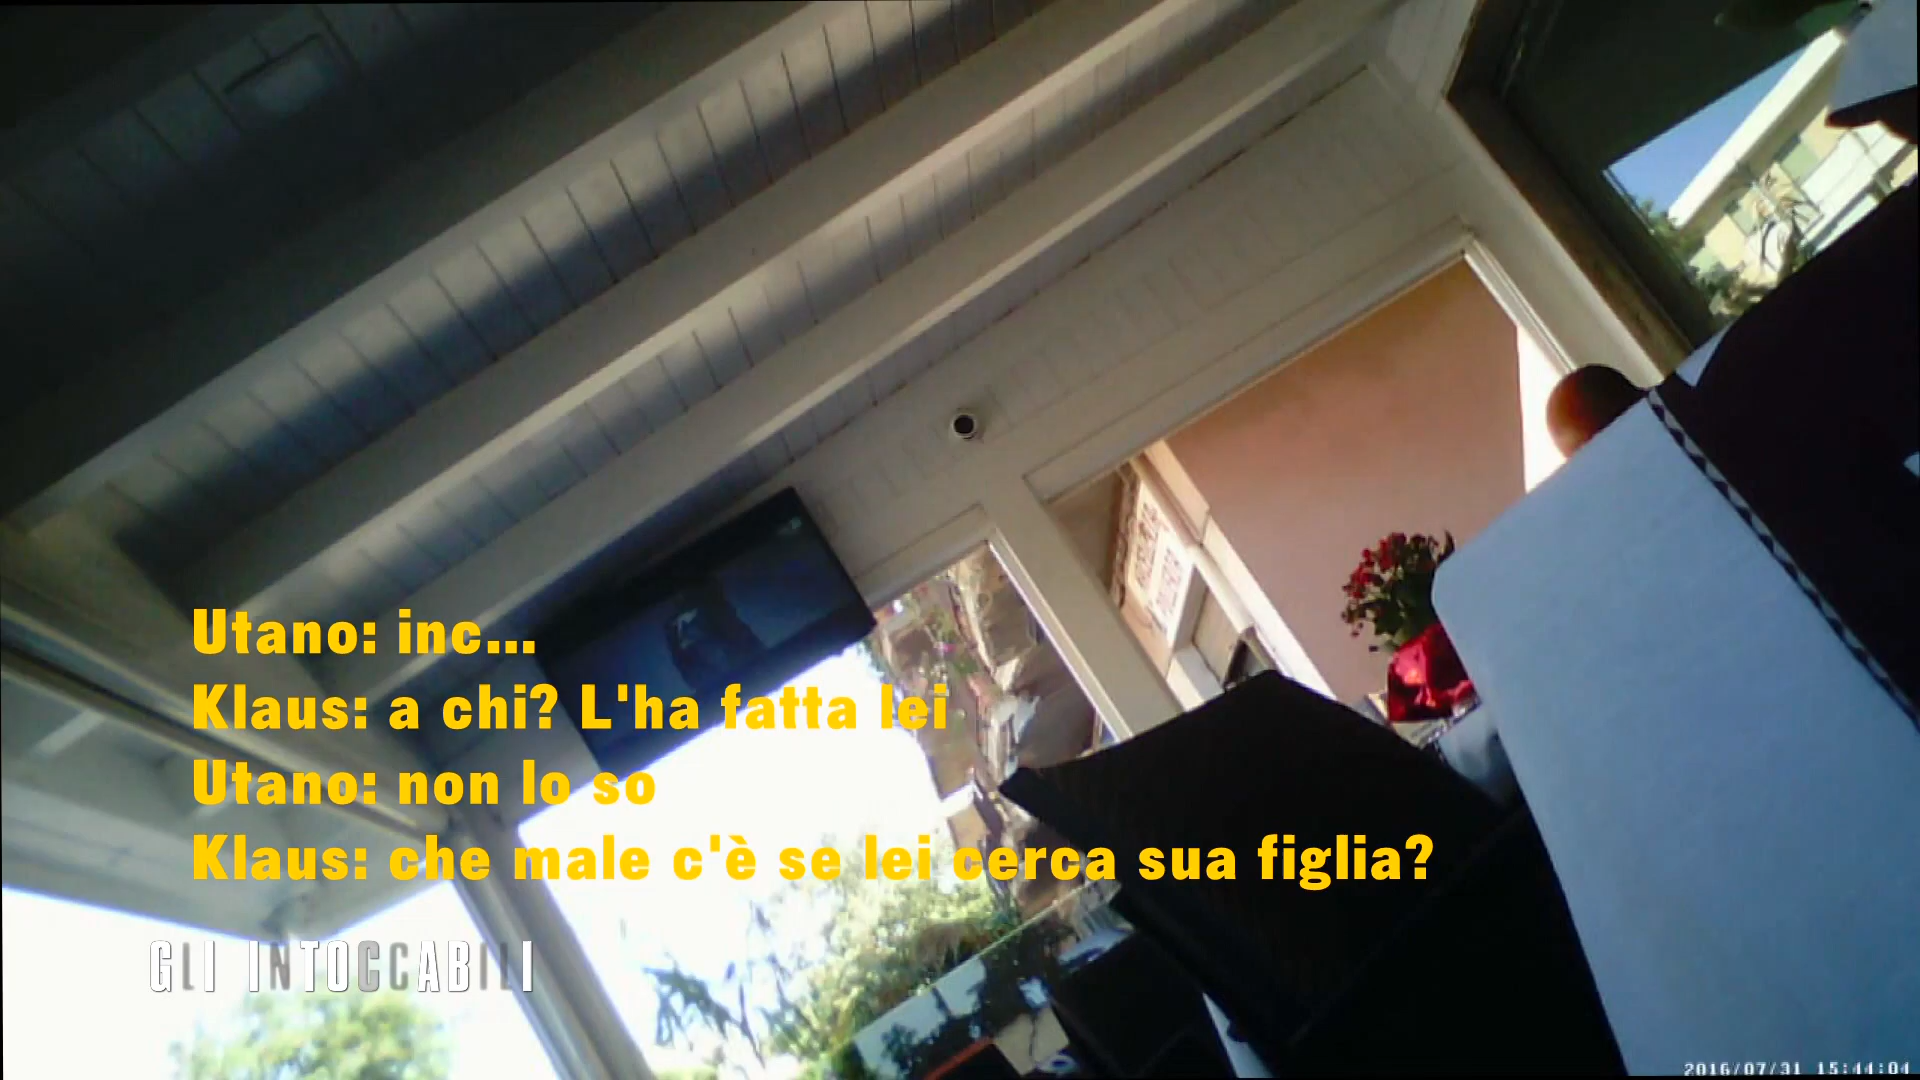 Utano: inc...
Klaus: a chi? L'ha fatta lei
Utano: non lo so
Klaus: che male c'è se lei cerca sua figlia?
GLI INTOCCABILI
2016/07/31 15:44:04